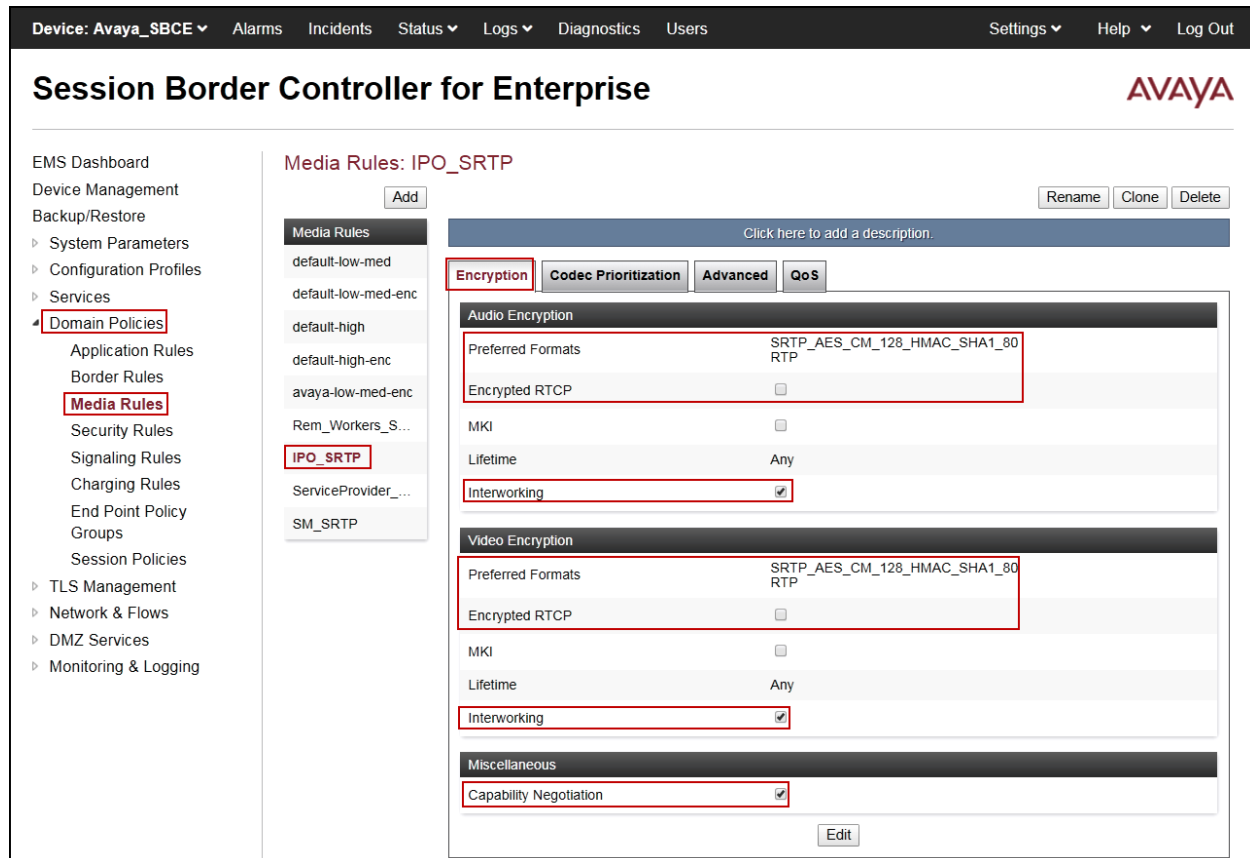 Device: Avaya_SBCE Alarms Incidents Status Logs Diagnostics Users Settings Help Log Out
Session Border Controller for Enterprise
AVAYA
EMS Dashboard
Device Management
Backup/Restore
System Parameters
Configuration Profiles
Services
Domain Policies
Application Rules
Border Rules
Media Rules
Security Rules
Signaling Rules
Charging Rules
End Point Policy
Groups
Session Policies
TLS Management
Network & Flows
DMZ Services
Monitoring & Logging
Media Rules: IPO_SRTP
Add
Rename Clone Delete
Media Rules
default-low-med
default-low-med-enc
default-high
default-high-enc
avaya-low-med-enc
Rem_Workers_S...
IPO_SRTP
ServiceProvider_...
SM_SRTP
Click here to add a description.
Encryption Codec Prioritization Advanced QoS
Audio Encryption
Preferred Formats SRTP_AES_CM_128_HMAC_SHA1_80
RTP
Encrypted RTCP
MKI
Lifetime Any
Interworking
Video Encryption
Preferred Formats SRTP_AES_CM_128_HMAC_SHA1_80
RTP
Encrypted RTCP
MKI
Lifetime Any
Interworking
Miscellaneous
Capability Negotiation
Edit